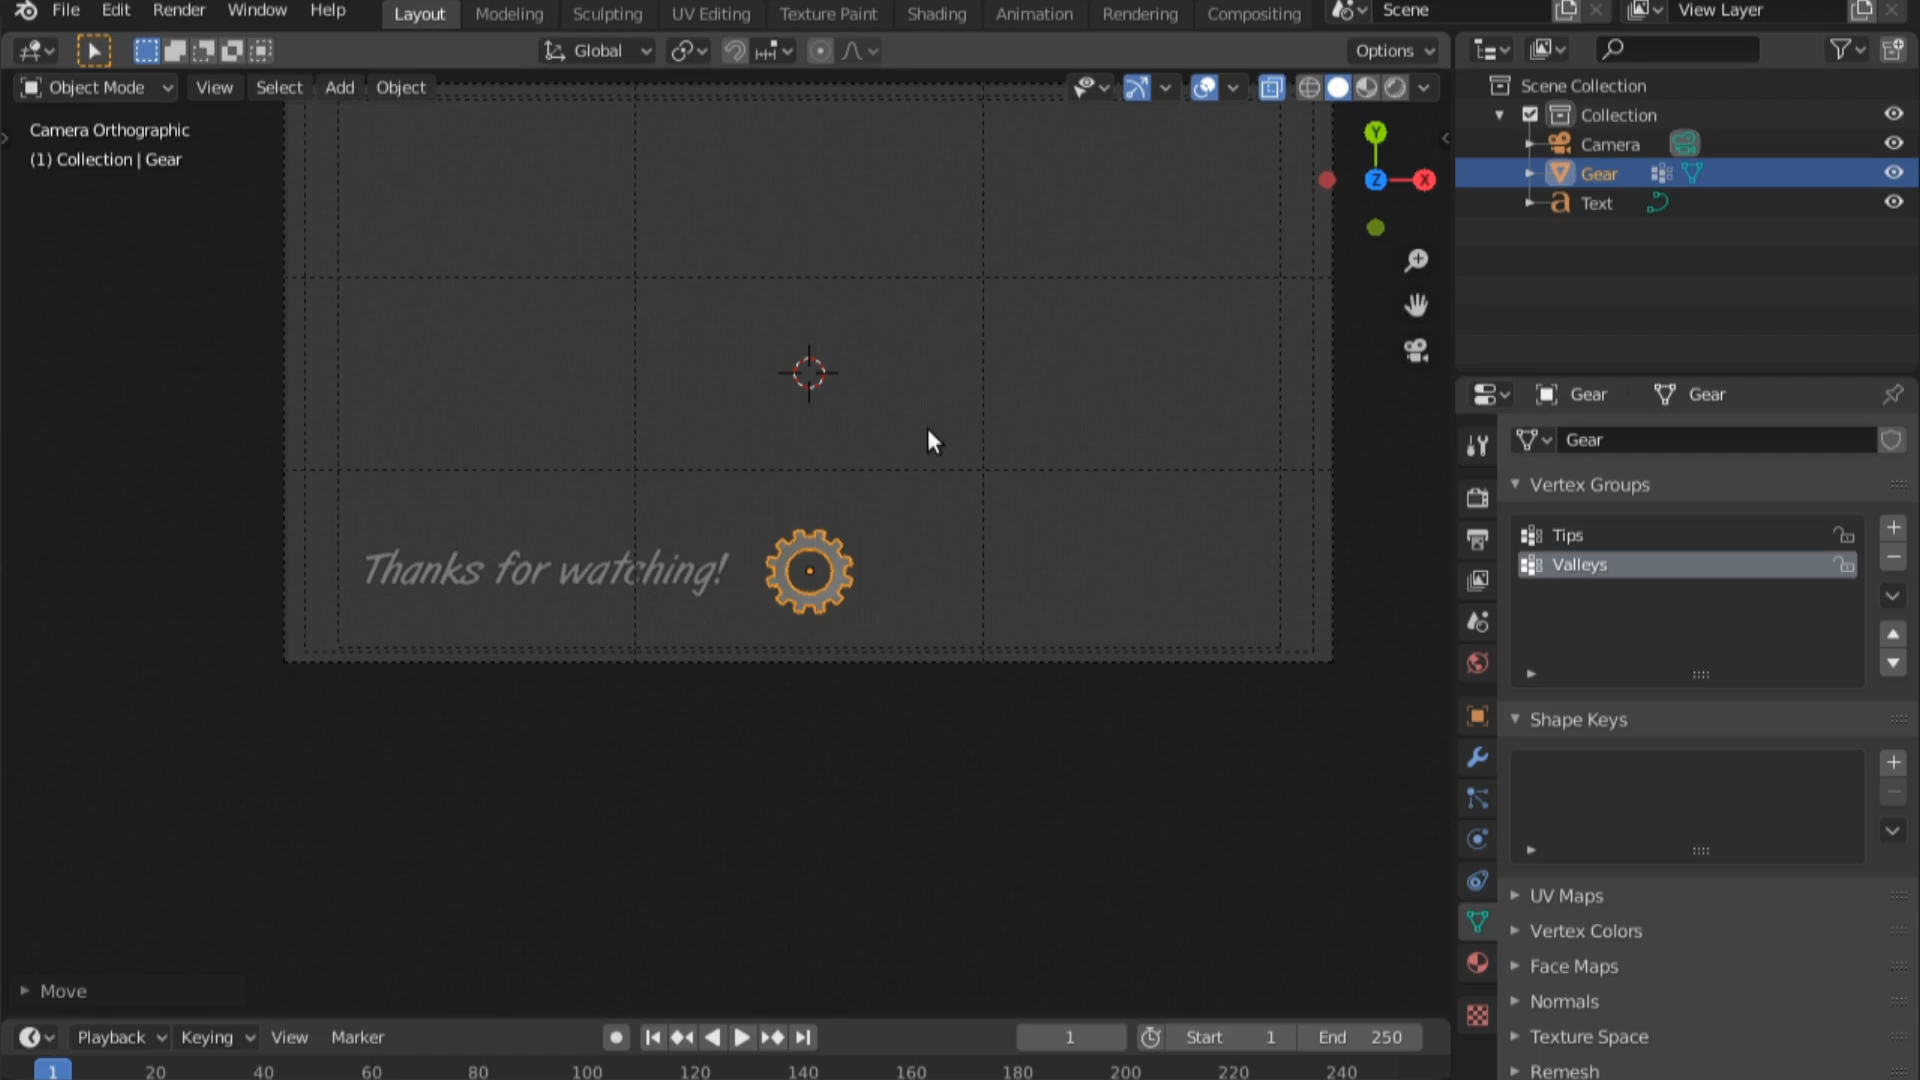 File Edit Render Window Help Layout Modeling Sculpting UV Editing Texture Paint Shading Animation Rendering Compositing Scene View Layer
Global Options
Object Mode View Select Add Object
Camera Orthographic
(1) Collection | Gear
Y
Z
X
Scene Collection
Collection
Camera
Gear
Text
Gear Gear
Gear
Vertex Groups
Tips
Valleys
Shape Keys
UV Maps
Vertex Colors
Face Maps
Normals
Texture Space
Remesh
Thanks for watching!
Move
Playback Keying View Marker 1 Start 1 End 250
1 20 40 60 80 100 120 140 160 180 200 220 240